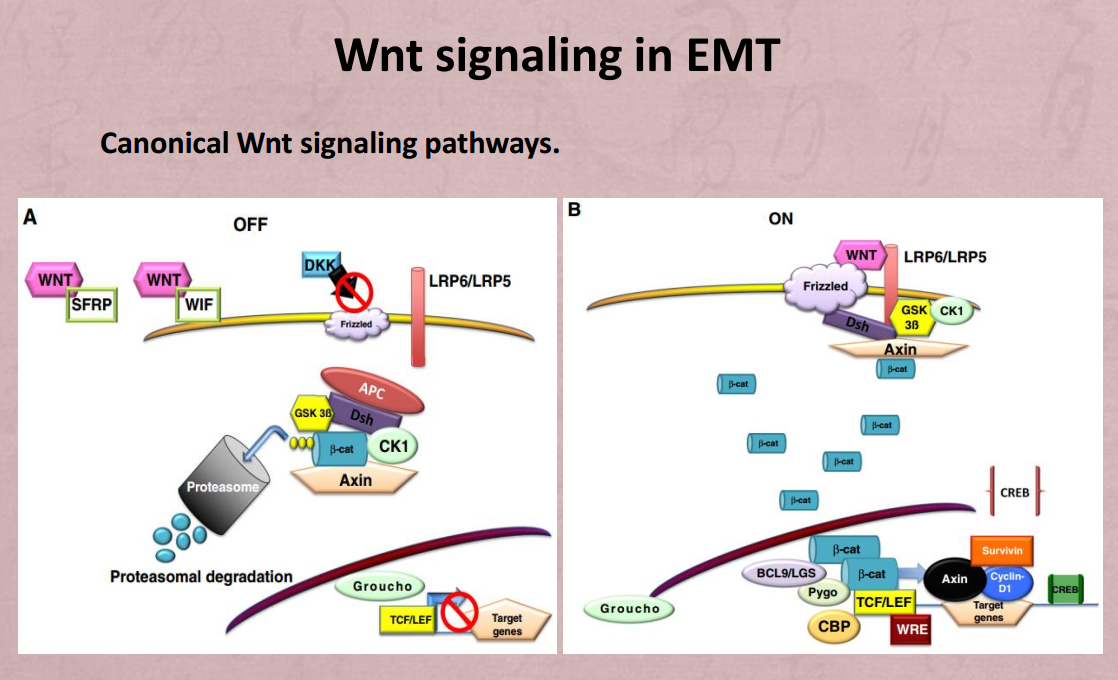 Wnt signaling in EMT
Canonical Wnt signaling pathways.
A
OFF
WNT
SFRP
WNT
WIF
DKK
Frizzled
LRP6/LRP5
APC
GSK 3ß
Dsh
β-cat
CK1
Axin
Proteasome
Proteasomal degradation
Groucho
TCF/LEF
Target
genes
B
ON
WNT
LRP6/LRP5
Frizzled
Dsh
GSK
3ß
CK1
Axin
β-cat
β-cat
β-cat
β-cat
β-cat
β-cat
CREB
β-cat
β-cat
BCL9/LGS
Pygo
Groucho
CBP
TCF/LEF
WRE
Axin
Survivin
Cyclin-
D1
Target
genes
CREB